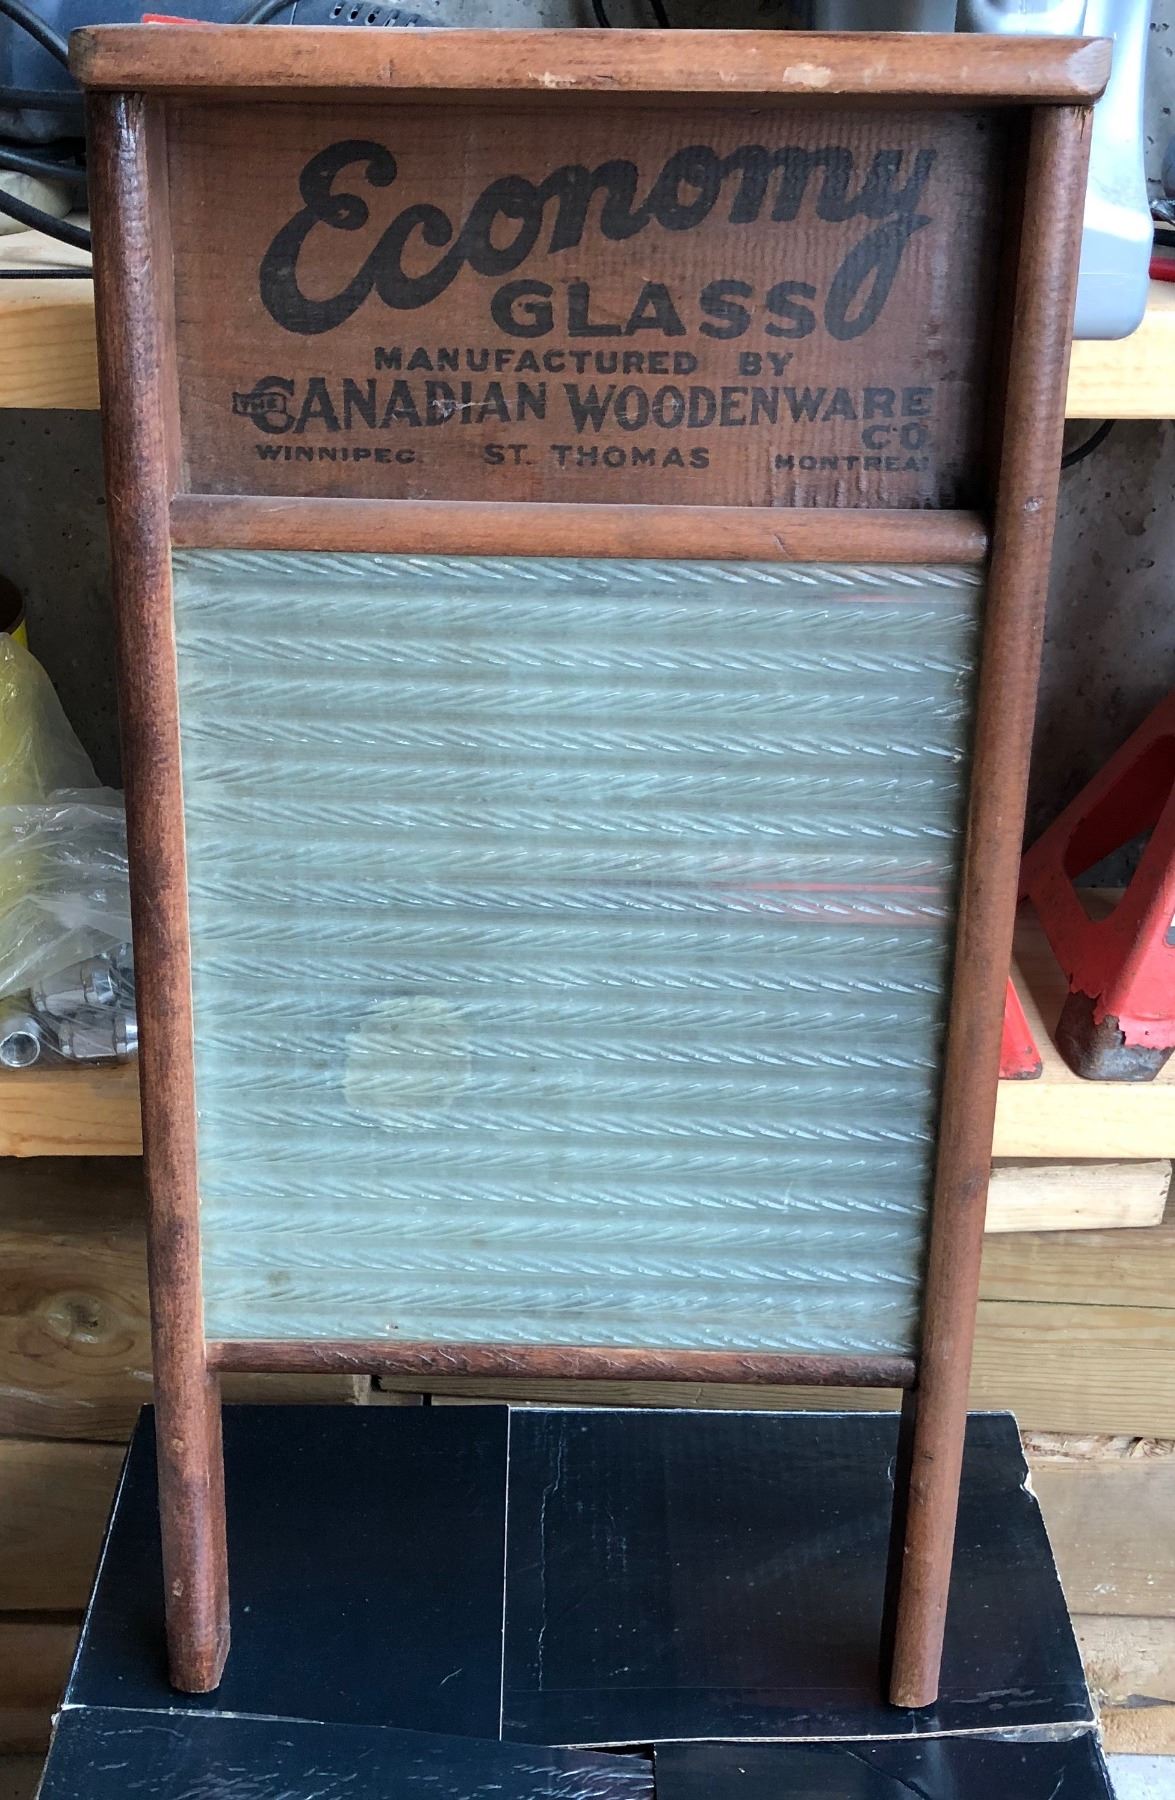 Economy
GLASS
MANUFACTURED BY
THE CANADIAN WOODENWARE
CO
WINNIPEG. ST. THOMAS MONTREAL